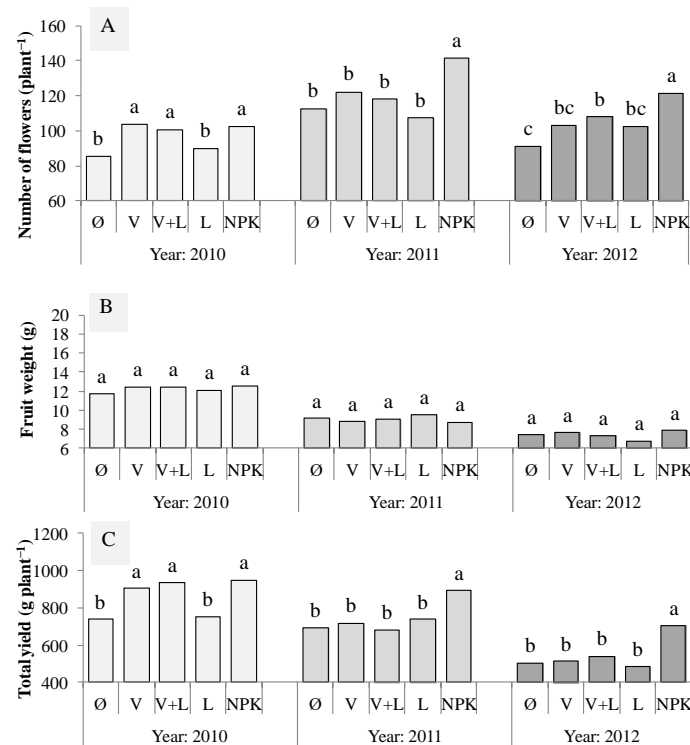 A
Number of flowers (plant⁻¹)
160
140
120
100
80
60
b a a b a
b b b b a
c bc b bc a
Ø V V+L L NPK Ø V V+L L NPK Ø V V+L L NPK
Year: 2010 Year: 2011 Year: 2012
B
Fruit weight (g)
20
18
16
14
12
10
8
6
a a a a a
a a a a a
a a a a a
Ø V V+L L NPK Ø V V+L L NPK Ø V V+L L NPK
Year: 2010 Year: 2011 Year: 2012
C
Total yield (g plant⁻¹)
1200
1000
800
600
400
b a a b a
b b b b a
b b b b a
Ø V V+L L NPK Ø V V+L L NPK Ø V V+L L NPK
Year: 2010 Year: 2011 Year: 2012